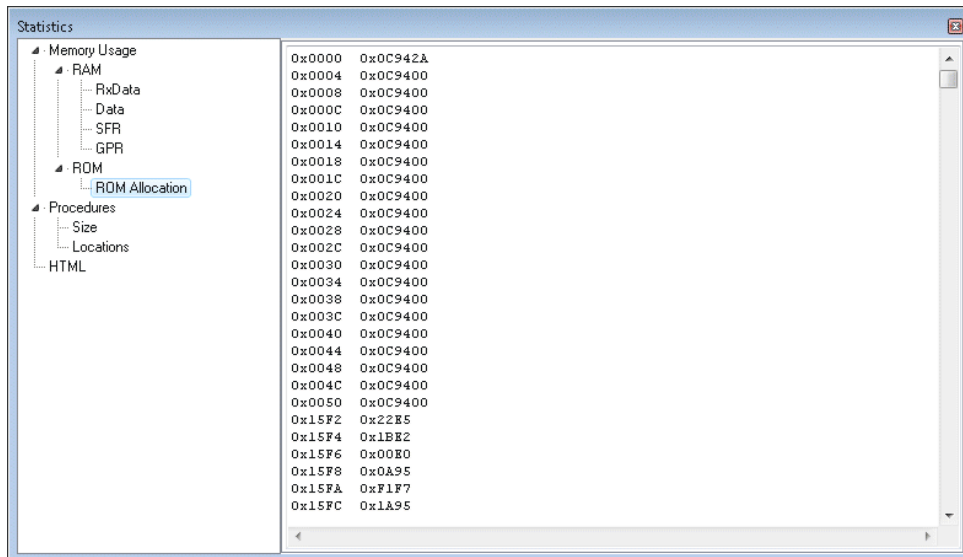 Statistics
Memory Usage
RAM
RxData
Data
SFR
GPR
ROM
ROM Allocation
Procedures
Size
Locations
HTML
0x0000 0x0C942A
0x0004 0x0C9400
0x0008 0x0C9400
0x000C 0x0C9400
0x0010 0x0C9400
0x0014 0x0C9400
0x0018 0x0C9400
0x001C 0x0C9400
0x0020 0x0C9400
0x0024 0x0C9400
0x0028 0x0C9400
0x002C 0x0C9400
0x0030 0x0C9400
0x0034 0x0C9400
0x0038 0x0C9400
0x003C 0x0C9400
0x0040 0x0C9400
0x0044 0x0C9400
0x0048 0x0C9400
0x004C 0x0C9400
0x0050 0x0C9400
0x15F2 0x22E5
0x15F4 0x1BE2
0x15F6 0x00E0
0x15F8 0x0A95
0x15FA 0xF1F7
0x15FC 0x1A95